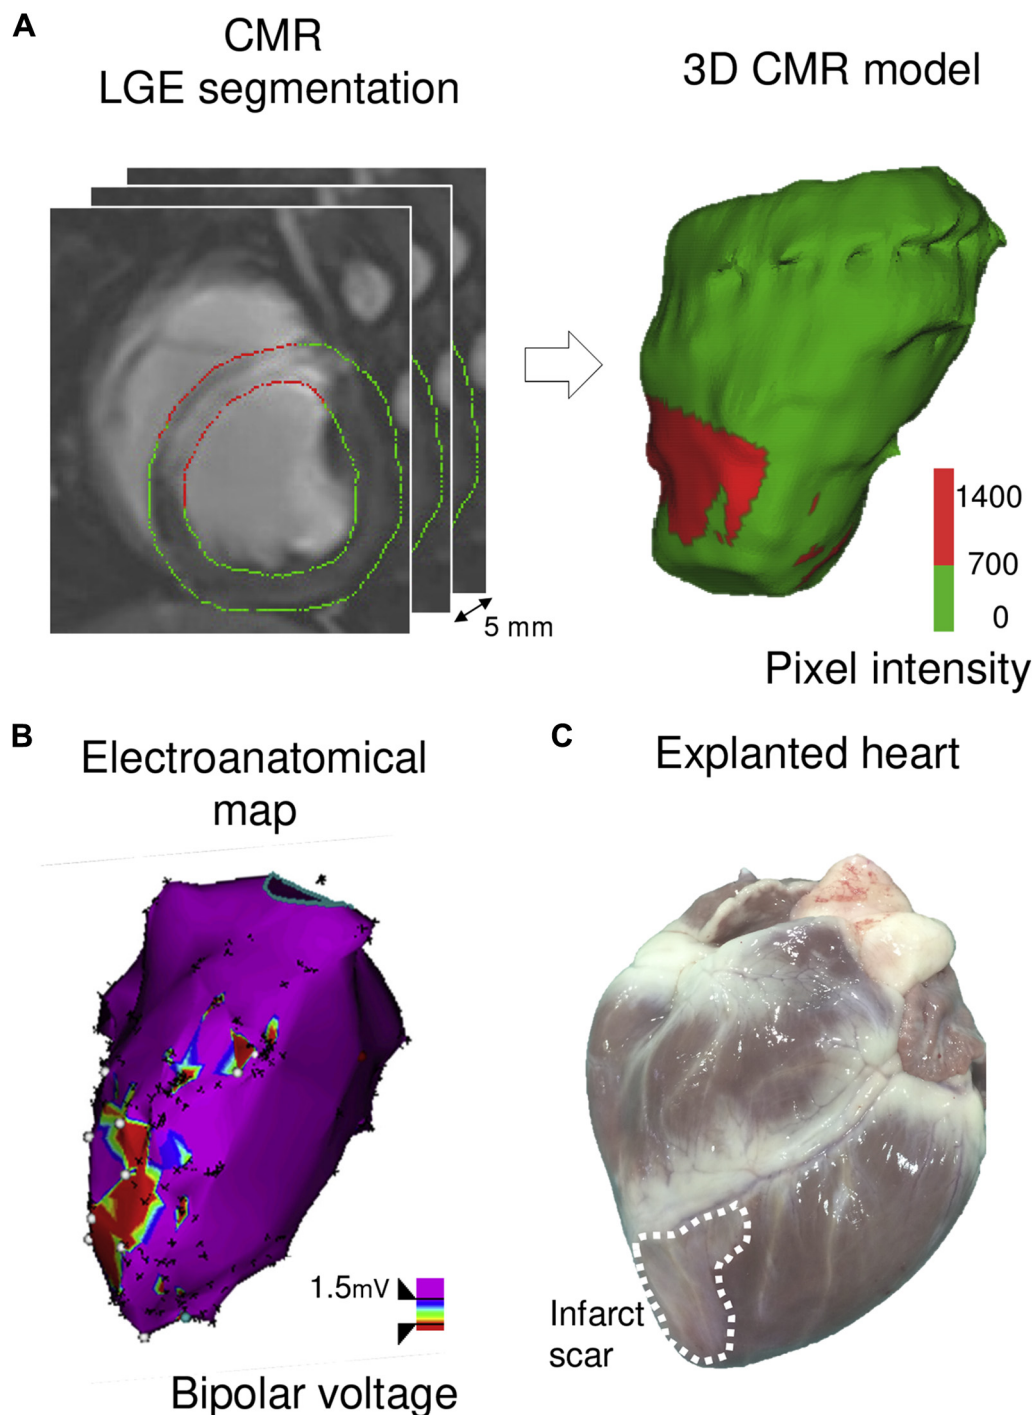 A
CMR
LGE segmentation
3D CMR model
5 mm
1400
700
0
Pixel intensity
B
Electroanatomical
map
1.5mV
Bipolar voltage
C
Explanted heart
Infarct
scar